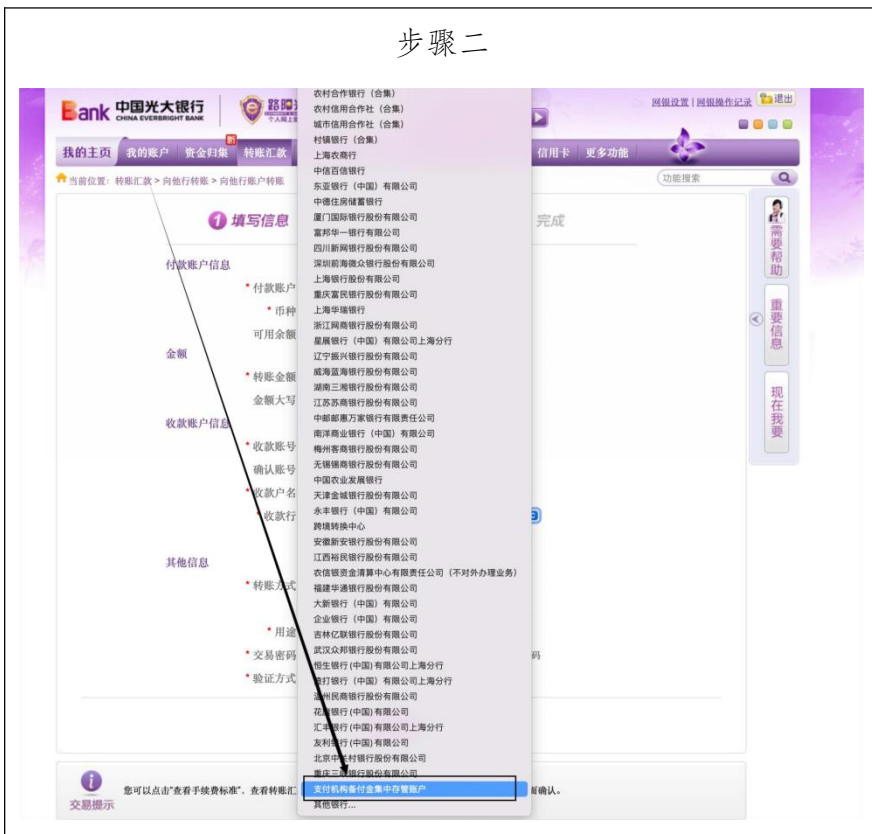 步骤二
Bank 中国光大银行
CHINA EVERBRIGHT BANK
路阳
网银设置 | 网银操作记录 退出
我的主页 我的账户 资金归集 新 转账汇款 信用卡 更多功能
当前位置：转账汇款 > 向他行转账 > 向他行账户转账
功能搜索
1 填写信息
完成
付款账户信息
* 付款账户
* 币种
可用余额
金额
* 转账金额
金额大写
收款账户信息
* 收款账号
确认账号
* 收款户名
* 收款行
其他信息
* 转账方式
* 用途
* 交易密码
码
* 验证方式
农村合作银行（合集）
农村信用合作社（合集）
城市信用合作社（合集）
村镇银行（合集）
上海农商行
中信百信银行
东亚银行（中国）有限公司
中德住房储蓄银行
厦门国际银行股份有限公司
富邦华一银行有限公司
四川新网银行股份有限公司
深圳前海微众银行股份有限公司
上海银行股份有限公司
重庆富民银行股份有限公司
上海华瑞银行
浙江网商银行股份有限公司
星展银行（中国）有限公司上海分行
辽宁振兴银行股份有限公司
威海蓝海银行股份有限公司
湖南三湘银行股份有限公司
江苏苏商银行股份有限公司
中邮邮惠万家银行有限责任公司
南洋商业银行（中国）有限公司
梅州客商银行股份有限公司
无锡锡商银行股份有限公司
中国农业发展银行
天津金城银行股份有限公司
永丰银行（中国）有限公司
跨境转换中心
安徽新安银行股份有限公司
江西裕民银行股份有限公司
农信银资金清算中心有限责任公司（不对外办理业务）
福建华通银行股份有限公司
大新银行（中国）有限公司
企业银行（中国）有限公司
吉林亿联银行股份有限公司
武汉众邦银行股份有限公司
恒生银行(中国)有限公司上海分行
渣打银行（中国）有限公司上海分行
温州民商银行股份有限公司
花旗银行(中国)有限公司
汇丰银行(中国)有限公司上海分行
友利银行(中国)有限公司
北京中关村银行股份有限公司
重庆三峡银行股份有限公司
支付机构备付金集中存管账户
其他银行...
需要帮助
重要信息
现在我要
交易提示
您可以点击"查看手续费标准"、查看转账汇
而确认。